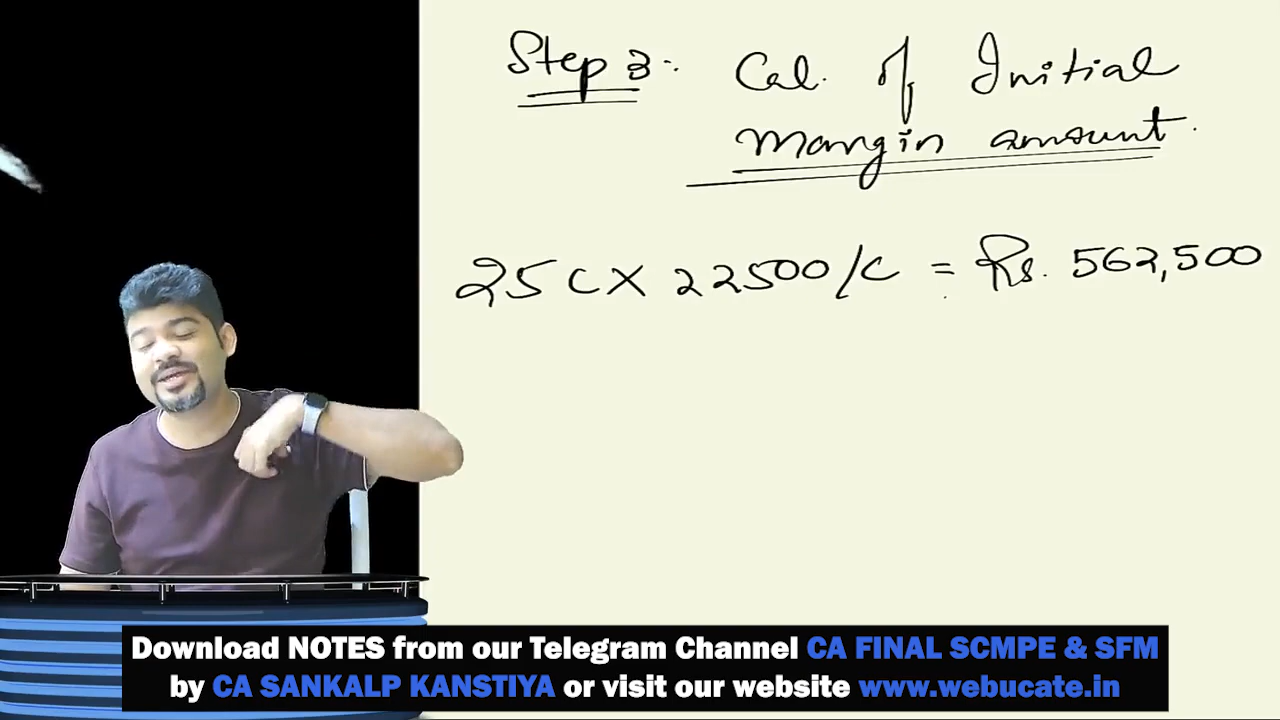 Step 3:- Cal. of Initial
Margin amount.
25 C X 22500/C = Rs. 562,500
Download NOTES from our Telegram Channel CA FINAL SCMPE & SFM
by CA SANKALP KANSTIYA or visit our website www.webucate.in